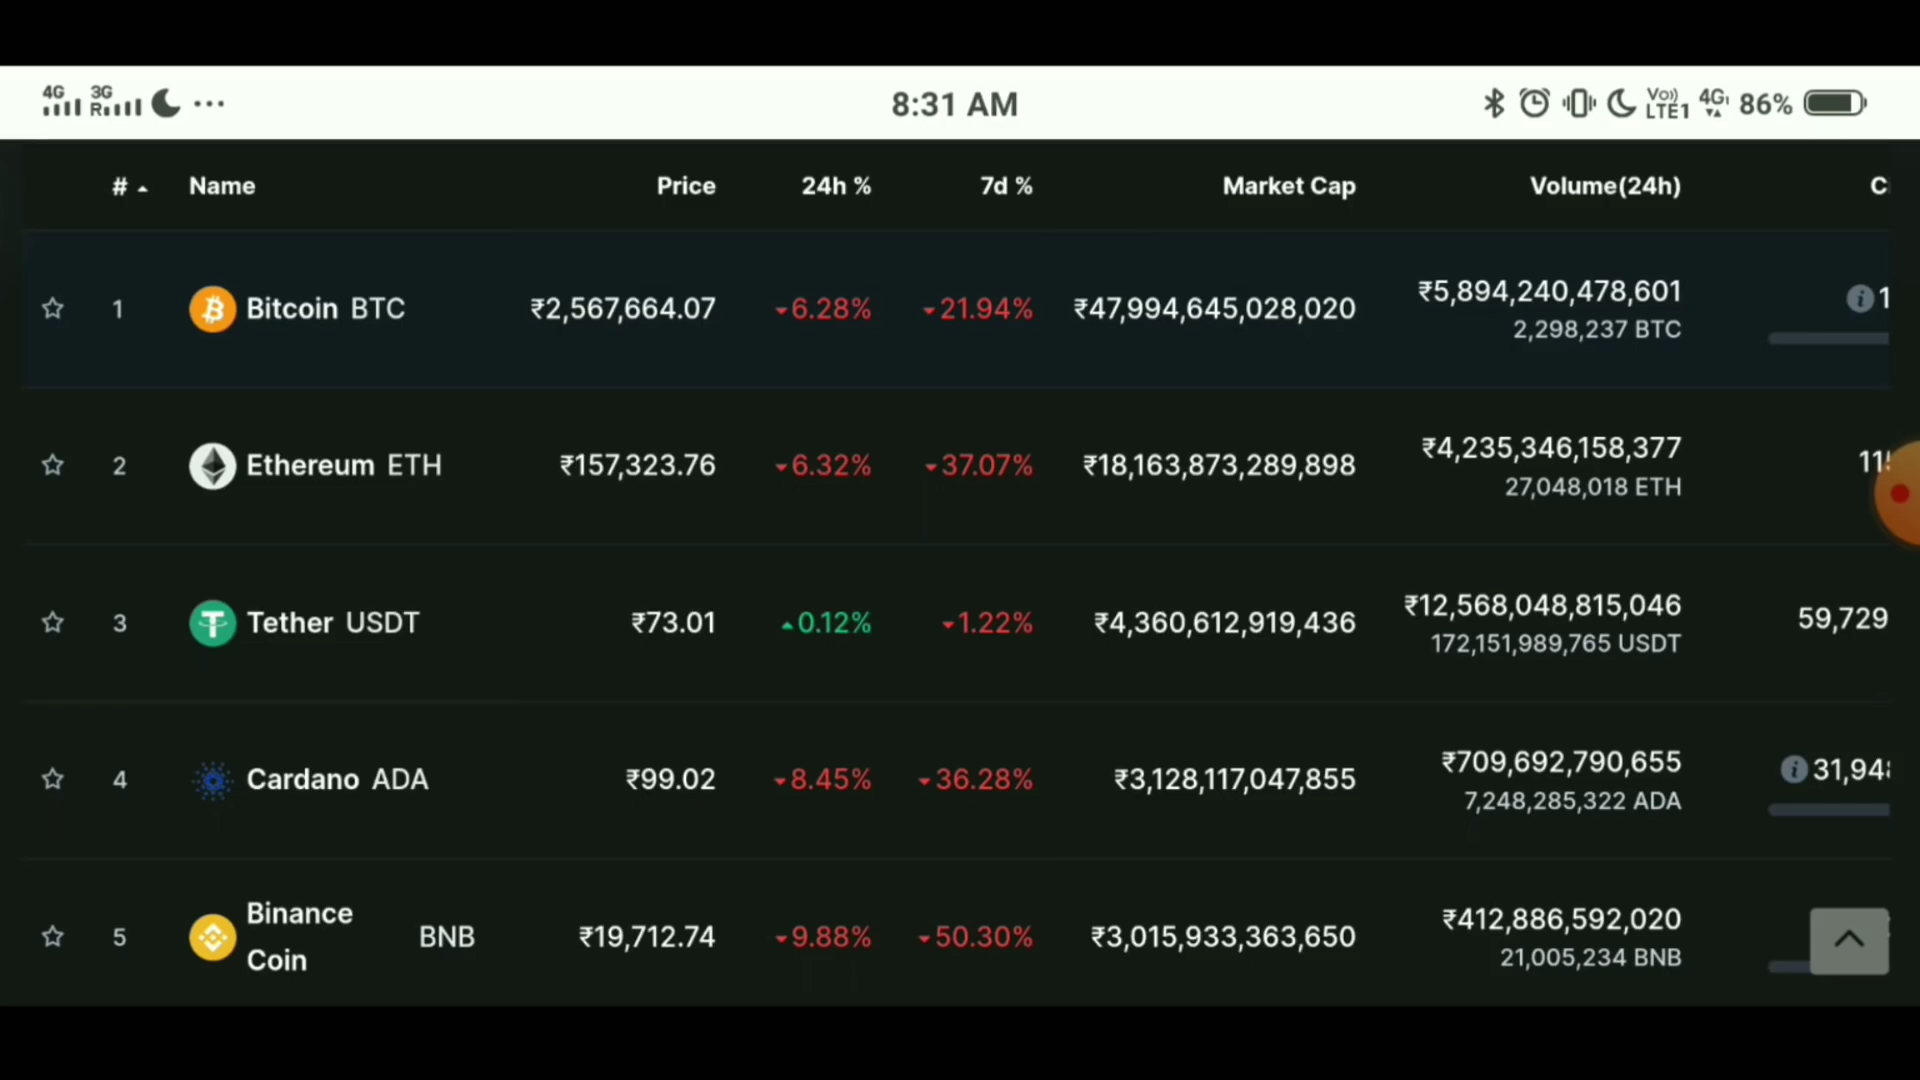 4G 3G R ...
8:31 AM
Vo)) LTE1 4G 86%
# Name Price 24h % 7d % Market Cap Volume(24h) C
1 Bitcoin BTC ₹2,567,664.07 6.28% 21.94% ₹47,994,645,028,020 ₹5,894,240,478,601 1
2,298,237 BTC
2 Ethereum ETH ₹157,323.76 6.32% 37.07% ₹18,163,873,289,898 ₹4,235,346,158,377 11
27,048,018 ETH
3 Tether USDT ₹73.01 0.12% 1.22% ₹4,360,612,919,436 ₹12,568,048,815,046 59,729
172,151,989,765 USDT
4 Cardano ADA ₹99.02 8.45% 36.28% ₹3,128,117,047,855 ₹709,692,790,655 31,948
7,248,285,322 ADA
5 Binance Coin BNB ₹19,712.74 9.88% 50.30% ₹3,015,933,363,650 ₹412,886,592,020
21,005,234 BNB